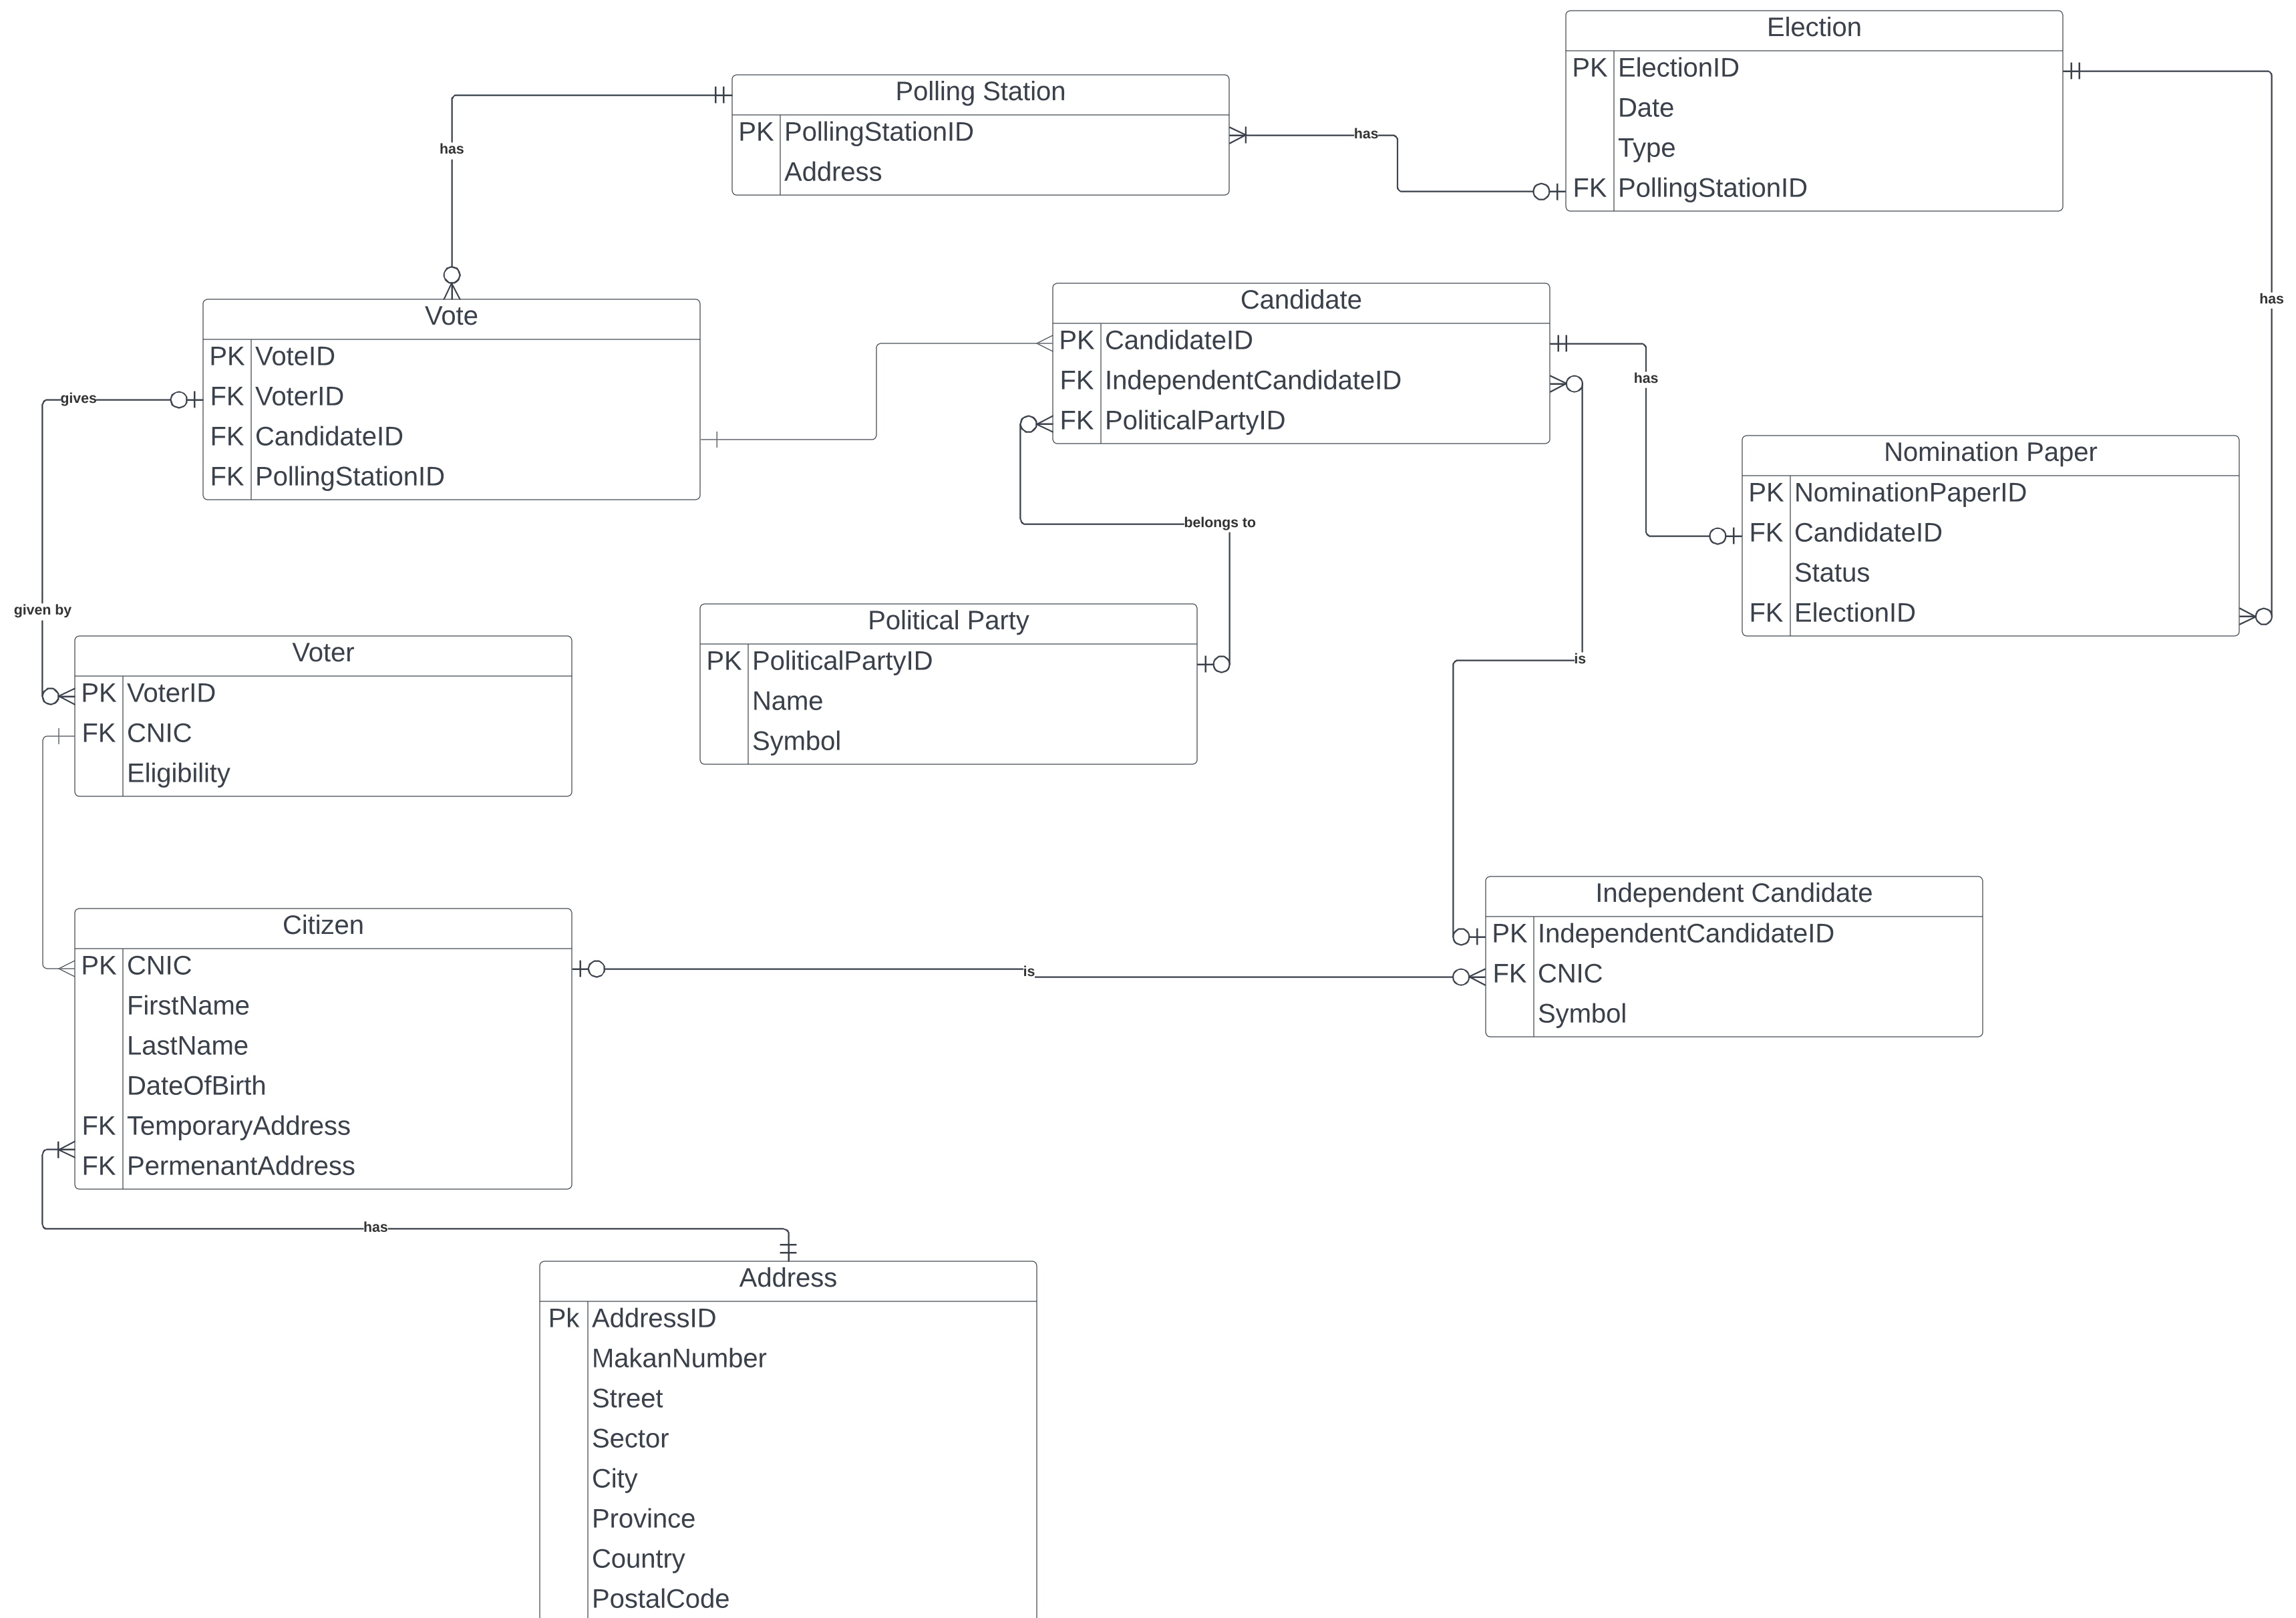 Election
PK ElectionID
Date
Type
FK PollingStationID
Polling Station
PK PollingStationID
Address
has
has
has
Vote
PK VoteID
FK VoterID
FK CandidateID
FK PollingStationID
Candidate
PK CandidateID
FK IndependentCandidateID
FK PoliticalPartyID
has
gives
Nomination Paper
PK NominationPaperID
FK CandidateID
Status
FK ElectionID
belongs to
given by
Political Party
PK PoliticalPartyID
Name
Symbol
is
Voter
PK VoterID
FK CNIC
Eligibility
Independent Candidate
PK IndependentCandidateID
FK CNIC
Symbol
Citizen
PK CNIC
FirstName
LastName
DateOfBirth
FK TemporaryAddress
FK PermenantAddress
is
has
Address
Pk AddressID
MakanNumber
Street
Sector
City
Province
Country
PostalCode